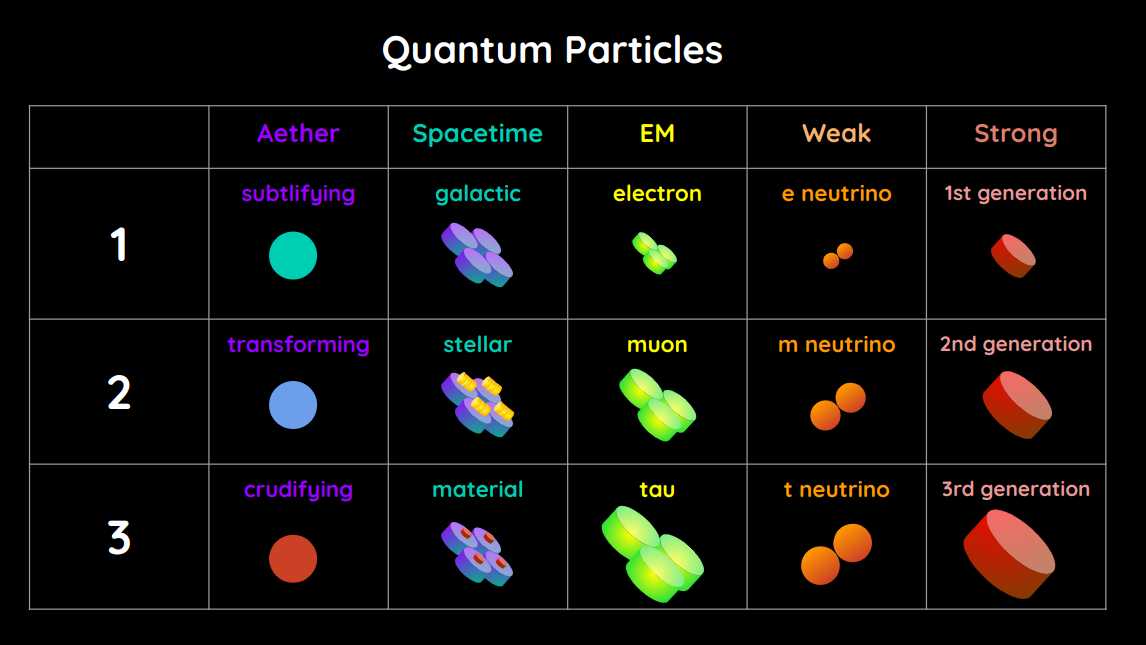 Quantum Particles
Aether Spacetime EM Weak Strong
subtlifying galactic electron e neutrino 1st generation
1
transforming stellar muon m neutrino 2nd generation
2
crudifying material tau t neutrino 3rd generation
3